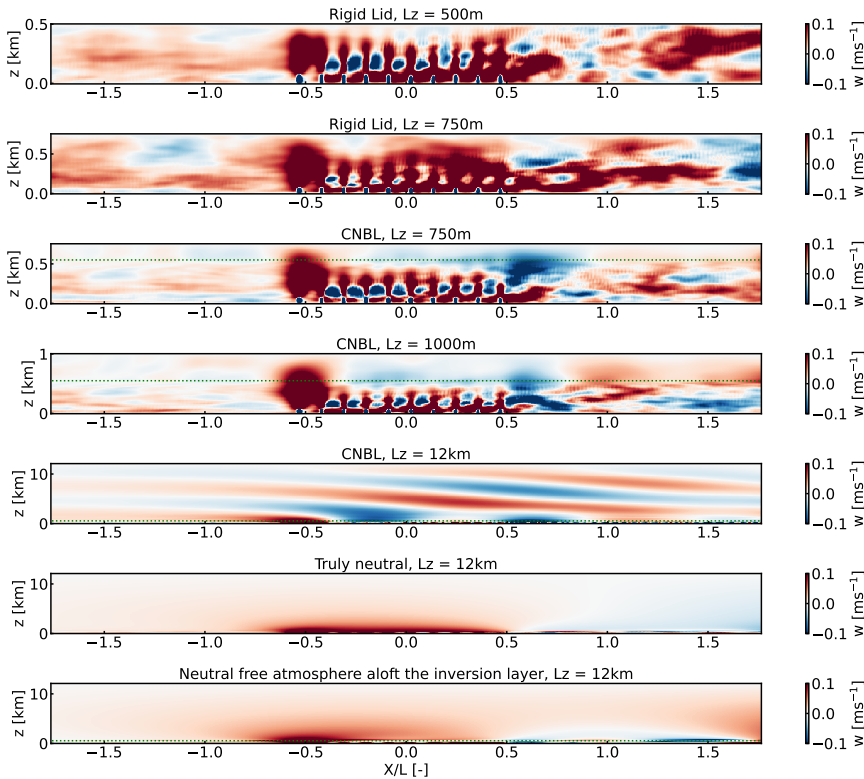 Rigid Lid, Lz = 500m
0.5
0.0
z [km]
−1.5 −1.0 −0.5 0.0 0.5 1.0 1.5
0.1
0.0
−0.1
w [ms⁻¹]
Rigid Lid, Lz = 750m
0.5
0.0
z [km]
−1.5 −1.0 −0.5 0.0 0.5 1.0 1.5
0.1
0.0
−0.1
w [ms⁻¹]
CNBL, Lz = 750m
0.5
0.0
z [km]
−1.5 −1.0 −0.5 0.0 0.5 1.0 1.5
0.1
0.0
−0.1
w [ms⁻¹]
CNBL, Lz = 1000m
1
0
z [km]
−1.5 −1.0 −0.5 0.0 0.5 1.0 1.5
0.1
0.0
−0.1
w [ms⁻¹]
CNBL, Lz = 12km
10
0
z [km]
−1.5 −1.0 −0.5 0.0 0.5 1.0 1.5
0.1
0.0
−0.1
w [ms⁻¹]
Truly neutral, Lz = 12km
10
0
z [km]
−1.5 −1.0 −0.5 0.0 0.5 1.0 1.5
0.1
0.0
−0.1
w [ms⁻¹]
Neutral free atmosphere aloft the inversion layer, Lz = 12km
10
0
z [km]
−1.5 −1.0 −0.5 0.0 0.5 1.0 1.5
0.1
0.0
−0.1
w [ms⁻¹]
X/L [-]